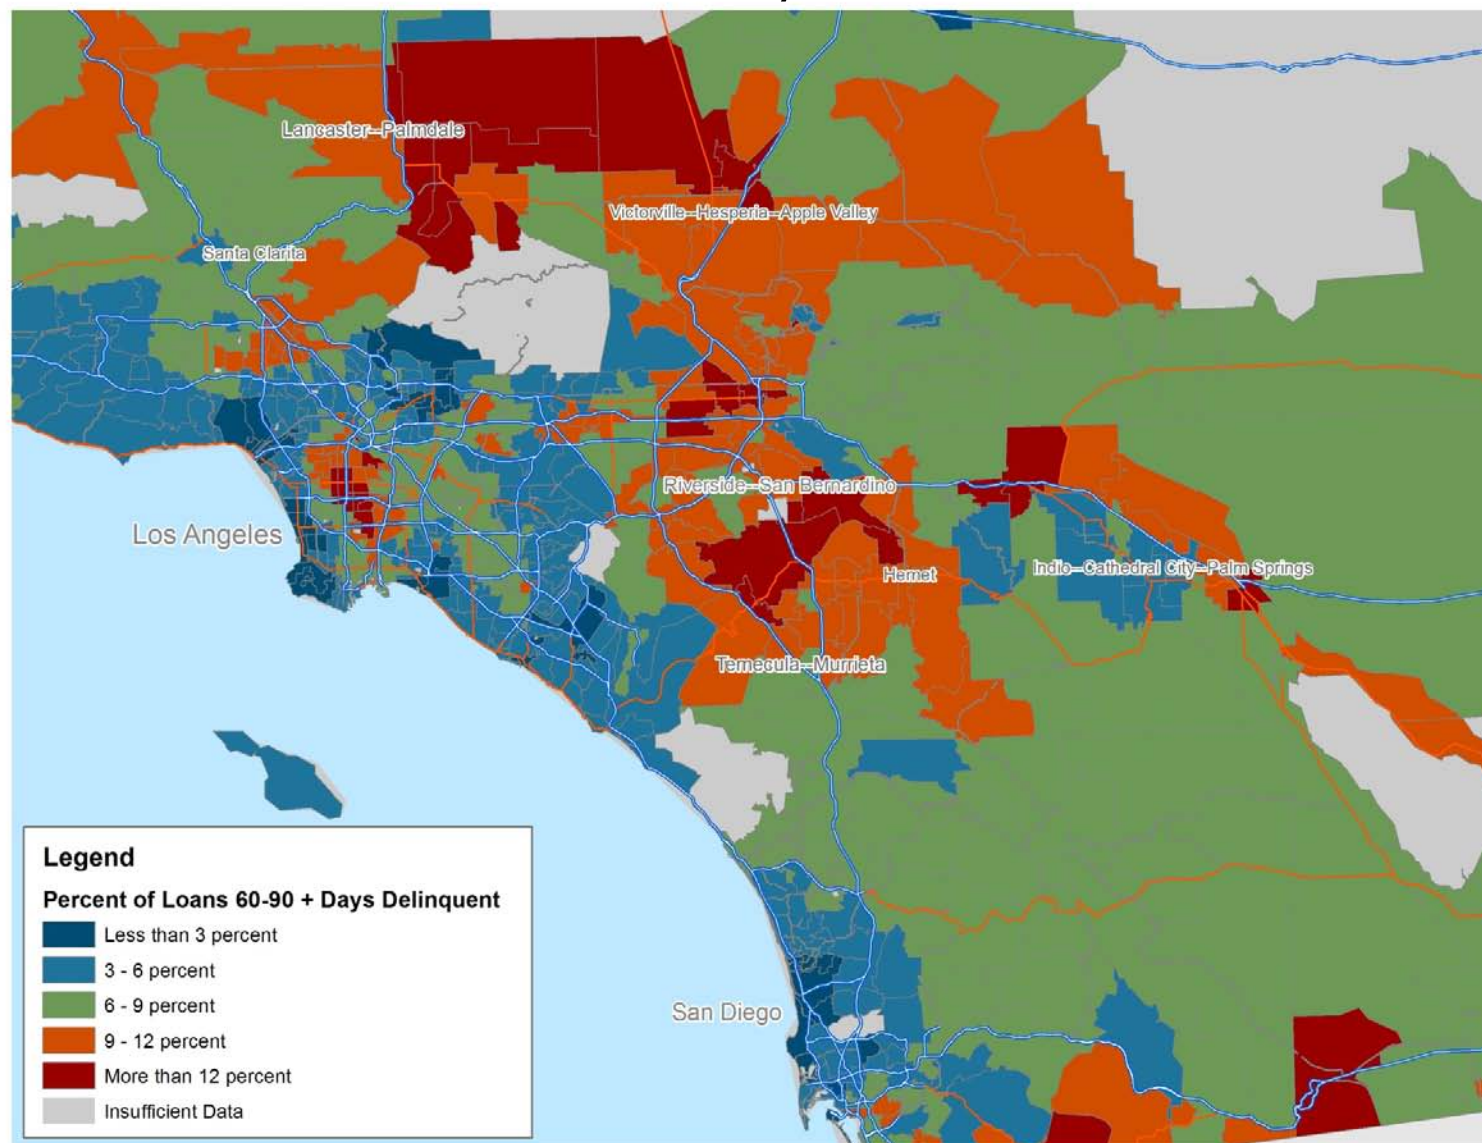 Lancaster--Palmdale
Victorville--Hesperia--Apple Valley
Santa Clarita
Riverside--San Bernardino
Los Angeles
Hemet
Indio--Cathedral City--Palm Springs
Temecula--Murrieta
San Diego
Legend
Percent of Loans 60-90 + Days Delinquent
Less than 3 percent
3 - 6 percent
6 - 9 percent
9 - 12 percent
More than 12 percent
Insufficient Data